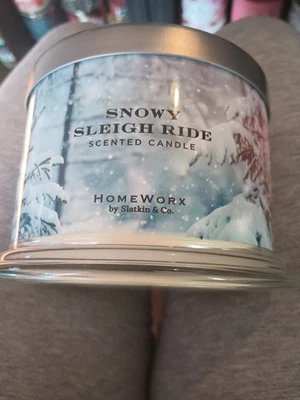 SNOWY
SLEIGH RIDE
SCENTED CANDLE
HOMEWORX
by Slatkin & Co.